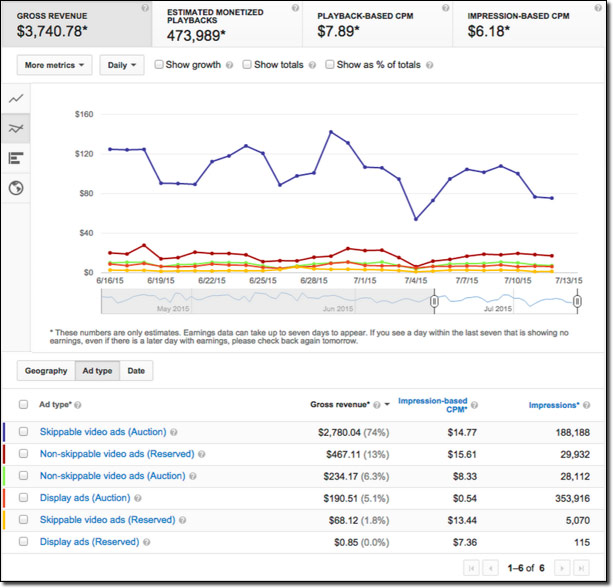 GROSS REVENUE
$3,740.78*
ESTIMATED MONETIZED
PLAYBACKS
473,989*
PLAYBACK-BASED CPM
$7.89*
IMPRESSION-BASED CPM
$6.18*
More metrics Daily Show growth Show totals Show as % of totals
$160
$120
$80
$40
$0
6/16/15 6/19/15 6/22/15 6/25/15 6/28/15 7/1/15 7/4/15 7/7/15 7/10/15 7/13/15
May 2015 Jun 2015 Jul 2015
* These numbers are only estimates. Earnings data can take up to seven days to appear. If you see a day within the last seven that is showing no
earnings, even if there is a later day with earnings, please check back again tomorrow.
Geography Ad type Date
Ad type* Gross revenue* Impression-based CPM* Impressions*
Skippable video ads (Auction) $2,780.04 (74%) $14.77 188,188
Non-skippable video ads (Reserved) $467.11 (13%) $15.61 29,932
Non-skippable video ads (Auction) $234.17 (6.3%) $8.33 28,112
Display ads (Auction) $190.51 (5.1%) $0.54 353,916
Skippable video ads (Reserved) $68.12 (1.8%) $13.44 5,070
Display ads (Reserved) $0.85 (0.0%) $7.36 115
1–6 of 6